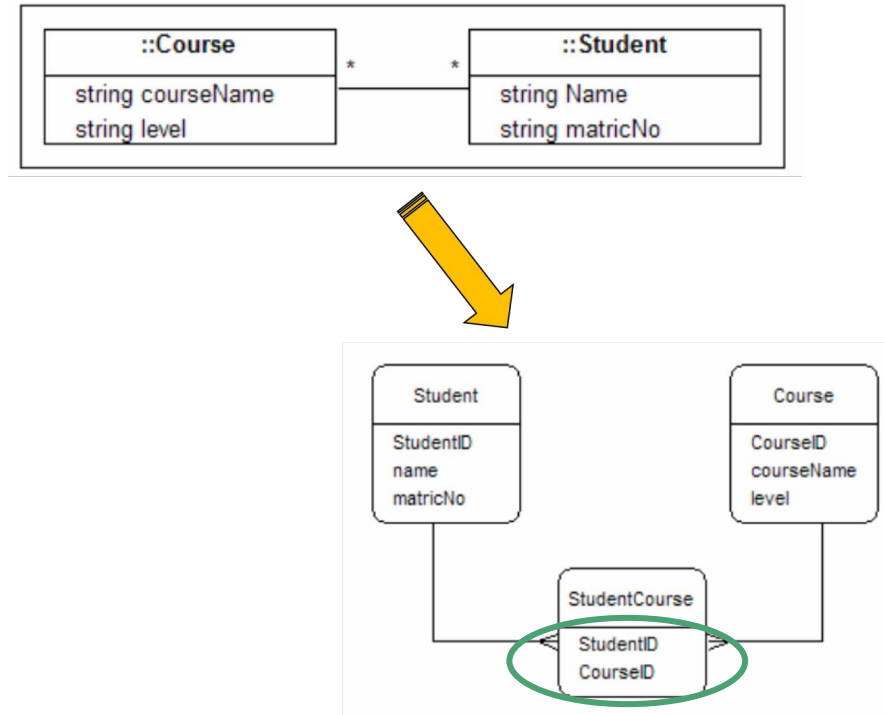 ::Course
string courseName
string level
*
*
::Student
string Name
string matricNo
Student
StudentID
name
matricNo
Course
CourseID
courseName
level
StudentCourse
StudentID
CourseID